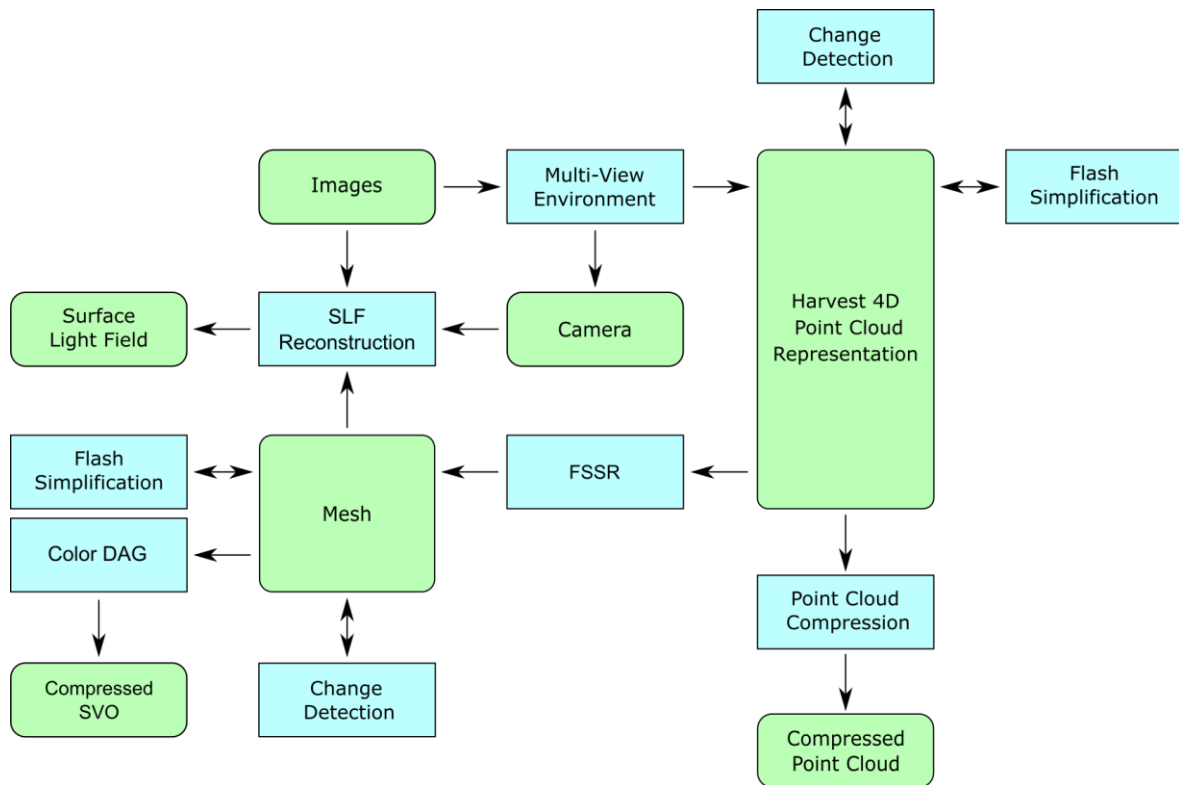 Change
Detection
Images
Multi-View
Environment
Flash
Simplification
Surface
Light Field
SLF
Reconstruction
Camera
Harvest 4D
Point Cloud
Representation
Flash
Simplification
Mesh
FSSR
Color DAG
Point Cloud
Compression
Compressed
SVO
Change
Detection
Compressed
Point Cloud